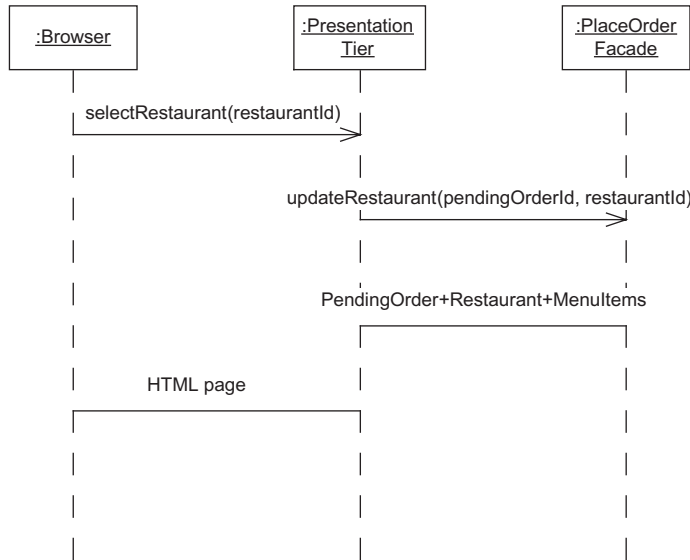 :Browser
:Presentation
Tier
:PlaceOrder
Facade
selectRestaurant(restaurantId)
updateRestaurant(pendingOrderId, restaurantId)
PendingOrder+Restaurant+MenuItems
HTML page